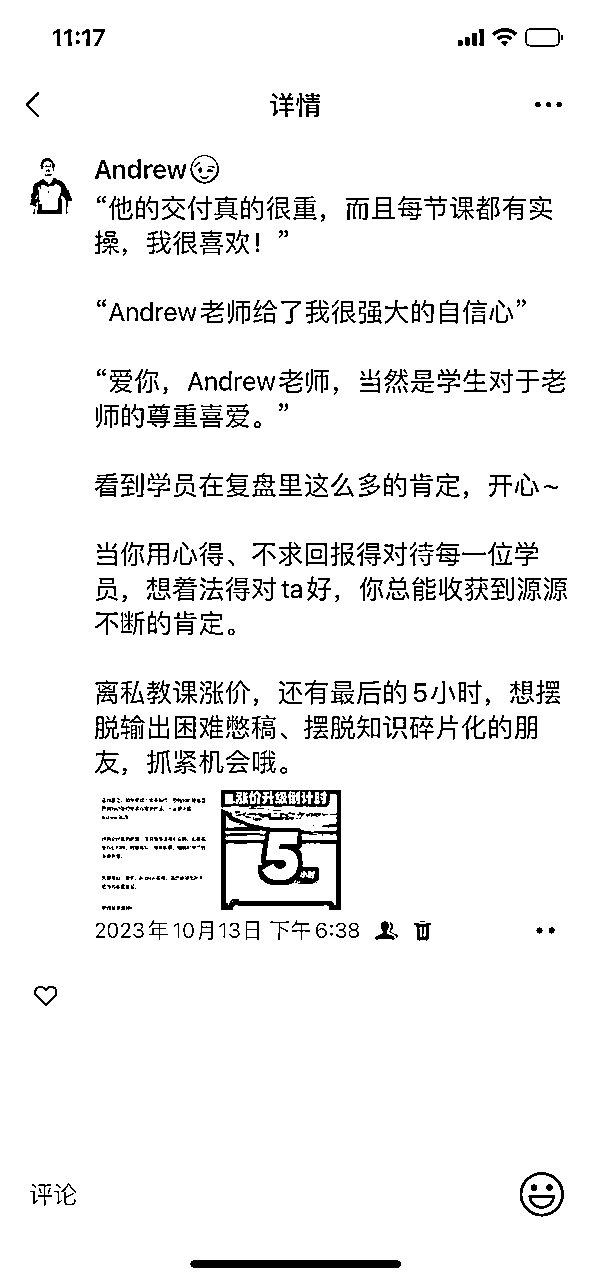 11:17
详情
Andrew😉
“他的交付真的很重，而且每节课都有实
操，我很喜欢！”
“Andrew老师给了我很强大的自信心”
“爱你，Andrew老师，当然是学生对于老
师的尊重喜爱。”
看到学员在复盘里这么多的肯定，开心~
当你用心得、不求回报得对待每一位学
员，想着法得对ta好，你总能收获到源源
不断的肯定。
离私教课涨价，还有最后的5小时，想摆
脱输出困难憋稿、摆脱知识碎片化的朋
友，抓紧机会哦。
涨价升级倒计时
5小时
2023年10月13日 下午6:38
评论